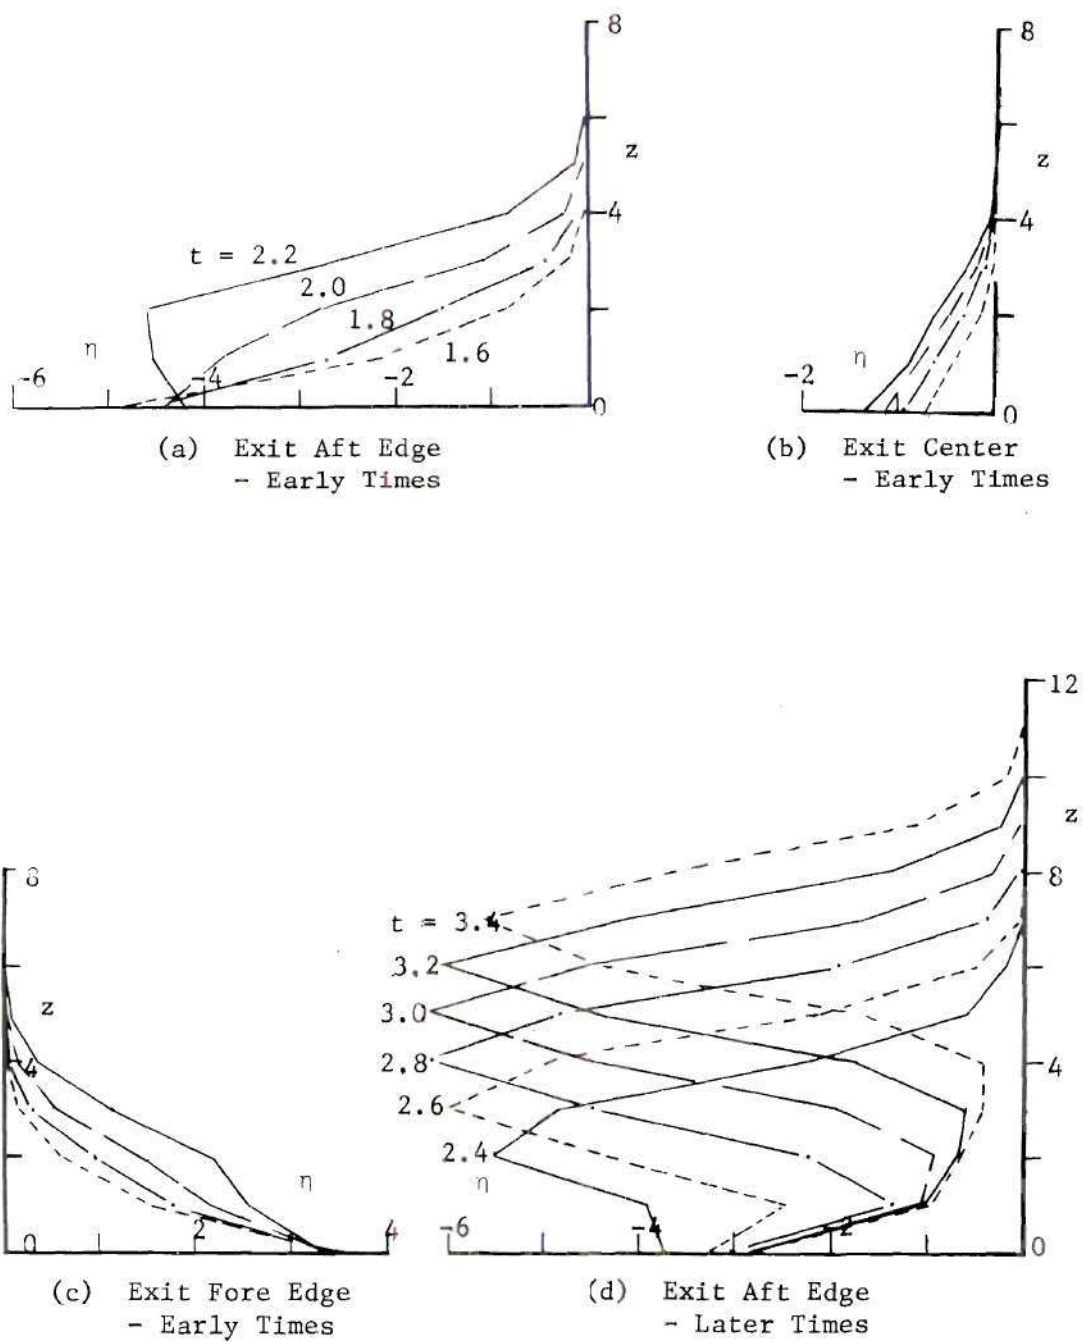 8
z
4
t = 2.2
2.0
1.8
1.6
η
-6
-4
-2
0
(a) Exit Aft Edge
- Early Times
8
z
4
η
-2
0
(b) Exit Center
- Early Times
8
z
4
η
0
2
4
(c) Exit Fore Edge
- Early Times
12
z
8
t = 3.4
3.2
3.0
2.8
2.6
2.4
4
η
-6
-4
-2
0
(d) Exit Aft Edge
- Later Times